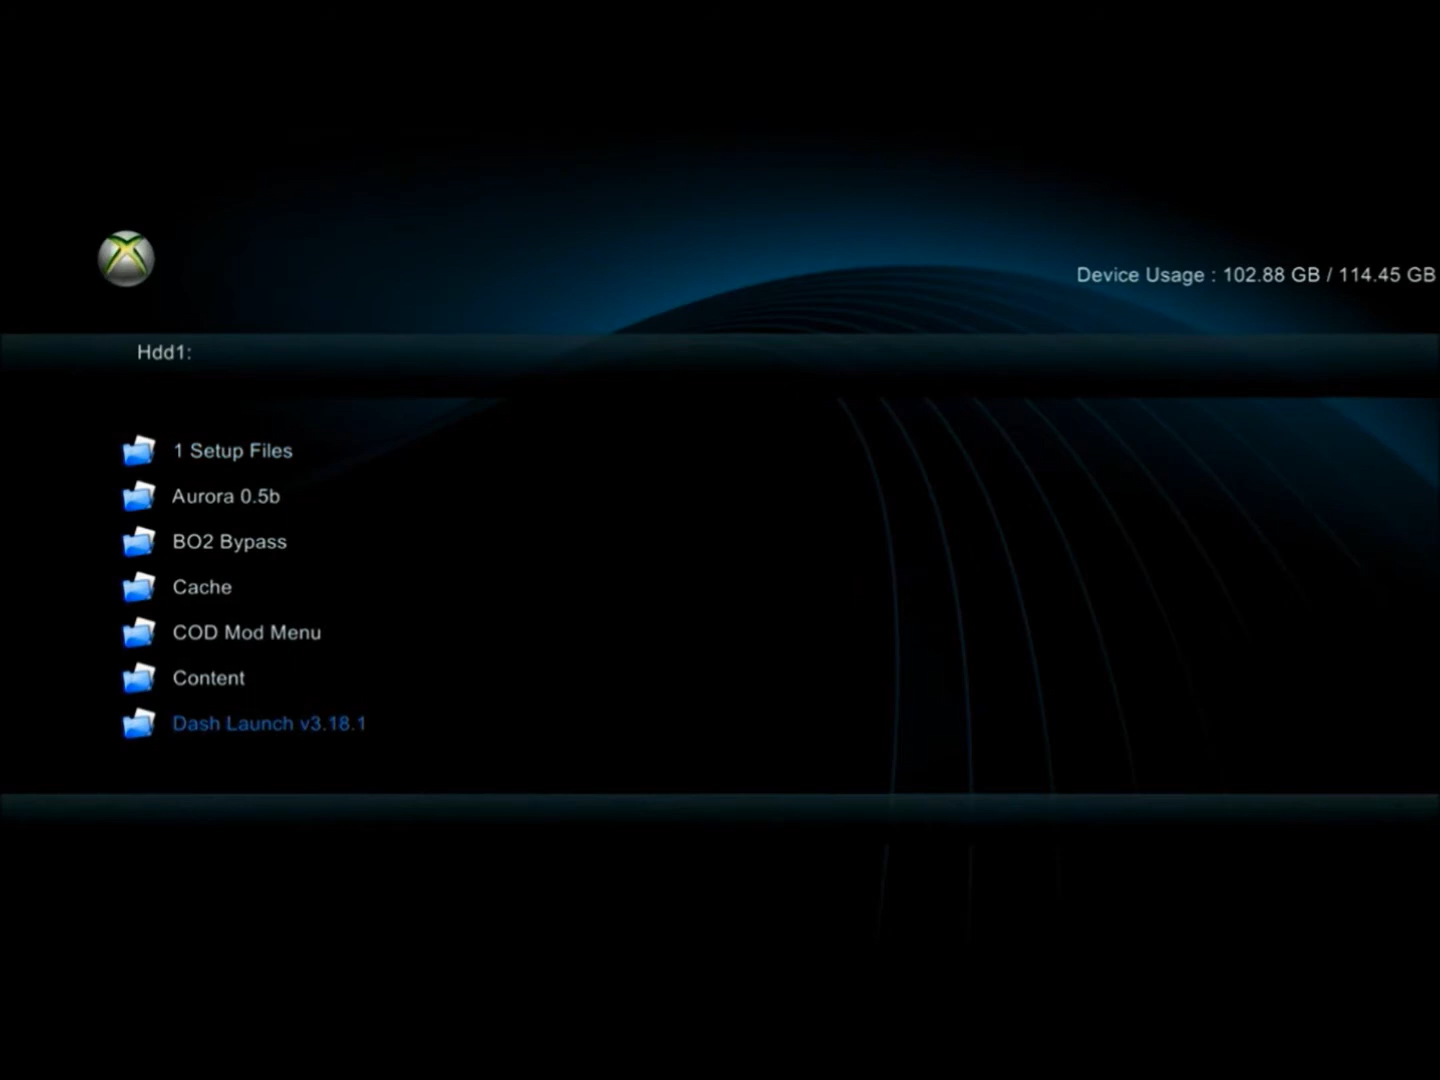 Device Usage : 102.88 GB / 114.45 GB
Hdd1:
1 Setup Files
Aurora 0.5b
BO2 Bypass
Cache
COD Mod Menu
Content
Dash Launch v3.18.1